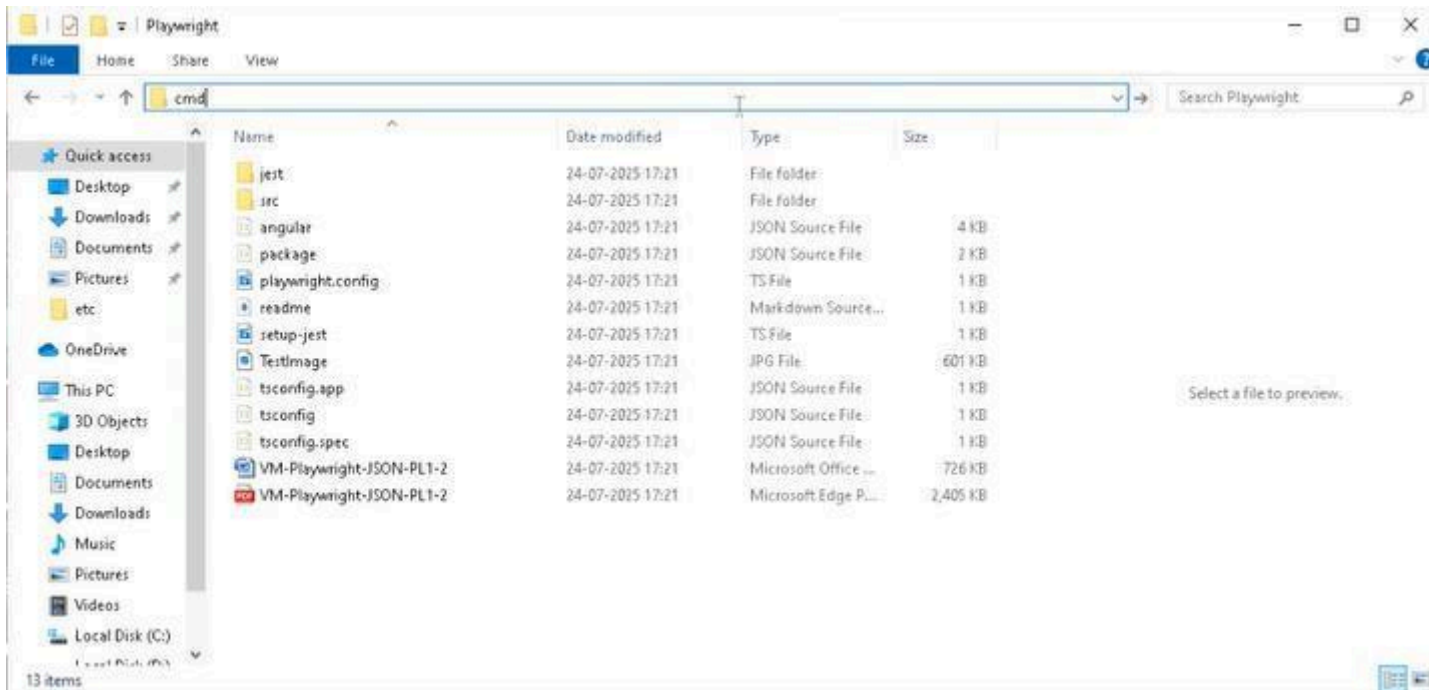 Playwright
File Home Share View
cmd Search Playwright
Name Date modified Type Size
Quick access
Desktop
Downloads
Documents
Pictures
etc
OneDrive
This PC
3D Objects
Desktop
Documents
Downloads
Music
Pictures
Videos
Local Disk (C:)
jest 24-07-2025 17:21 File folder
src 24-07-2025 17:21 File folder
angular 24-07-2025 17:21 JSON Source File 4 KB
package 24-07-2025 17:21 JSON Source File 2 KB
playwright.config 24-07-2025 17:21 TS File 1 KB
readme 24-07-2025 17:21 Markdown Source... 1 KB
setup-jest 24-07-2025 17:21 TS File 1 KB
TestImage 24-07-2025 17:21 JPG File 601 KB
tsconfig.app 24-07-2025 17:21 JSON Source File 1 KB
tsconfig 24-07-2025 17:21 JSON Source File 1 KB
tsconfig.spec 24-07-2025 17:21 JSON Source File 1 KB
VM-Playwright-JSON-PL1-2 24-07-2025 17:21 Microsoft Office ... 726 KB
VM-Playwright-JSON-PL1-2 24-07-2025 17:21 Microsoft Edge P... 2,405 KB
Select a file to preview.
13 items